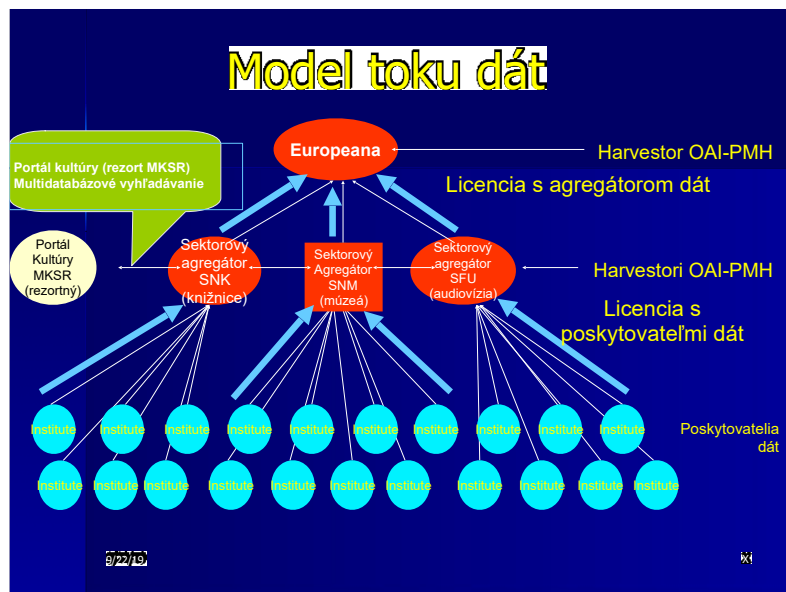 Model toku dát
Europeana
Harvestor OAI-PMH
Portál kultúry (rezort MKSR)
Multidatabázové vyhľadávanie
Licencia s agregátorom dát
Portál
Kultúry
MKSR
(rezortný)
Sektorový
agregátor
SNK
(knižnice)
Sektorový
Agregátor
SNM
(múzeá)
Sektorový
agregátor
SFU
(audiovízia)
Harvestori OAI-PMH
Licencia s
poskytovateľmi dát
Institute
Institute
Institute
Institute
Institute
Institute
Institute
Institute
Institute
Institute
Poskytovatelia
dát
Institute
Institute
Institute
Institute
Institute
Institute
Institute
Institute
Institute
Institute
Institute
9/22/19